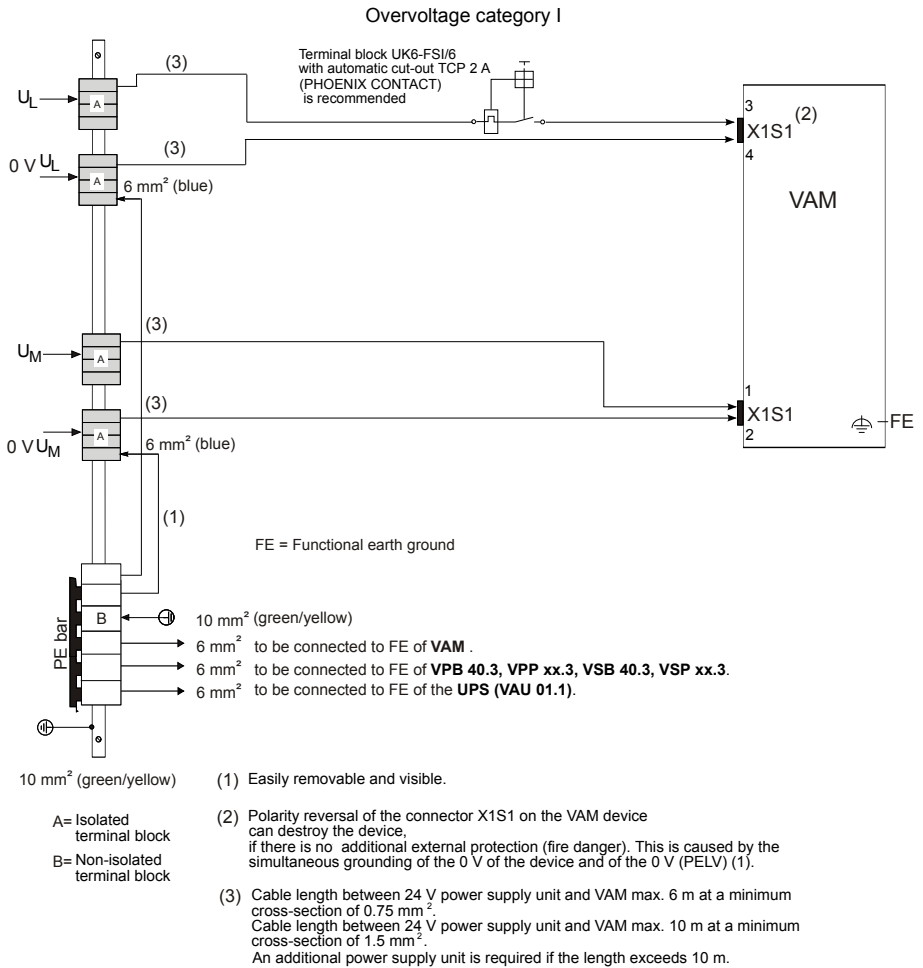 Overvoltage category I
Terminal block UK6-FSI/6
with automatic cut-out TCP 2 A
(PHOENIX CONTACT)
is recommended
(3)
UL
A
3
X1S1 (2)
4
(3)
0 V UL
A
6 mm² (blue)
VAM
(3)
UM
A
1
X1S1
2
FE
(3)
0 V UM
A
6 mm² (blue)
(1)
FE = Functional earth ground
PE bar
B
10 mm² (green/yellow)
6 mm² to be connected to FE of VAM .
6 mm² to be connected to FE of VPB 40.3, VPP xx.3, VSB 40.3, VSP xx.3.
6 mm² to be connected to FE of the UPS (VAU 01.1).
10 mm² (green/yellow)
A= Isolated
terminal block
B= Non-isolated
terminal block
(1) Easily removable and visible.
(2) Polarity reversal of the connector X1S1 on the VAM device
can destroy the device,
if there is no additional external protection (fire danger). This is caused by the
simultaneous grounding of the 0 V of the device and of the 0 V (PELV) (1).
(3) Cable length between 24 V power supply unit and VAM max. 6 m at a minimum
cross-section of 0.75 mm².
Cable length between 24 V power supply unit and VAM max. 10 m at a minimum
cross-section of 1.5 mm².
An additional power supply unit is required if the length exceeds 10 m.